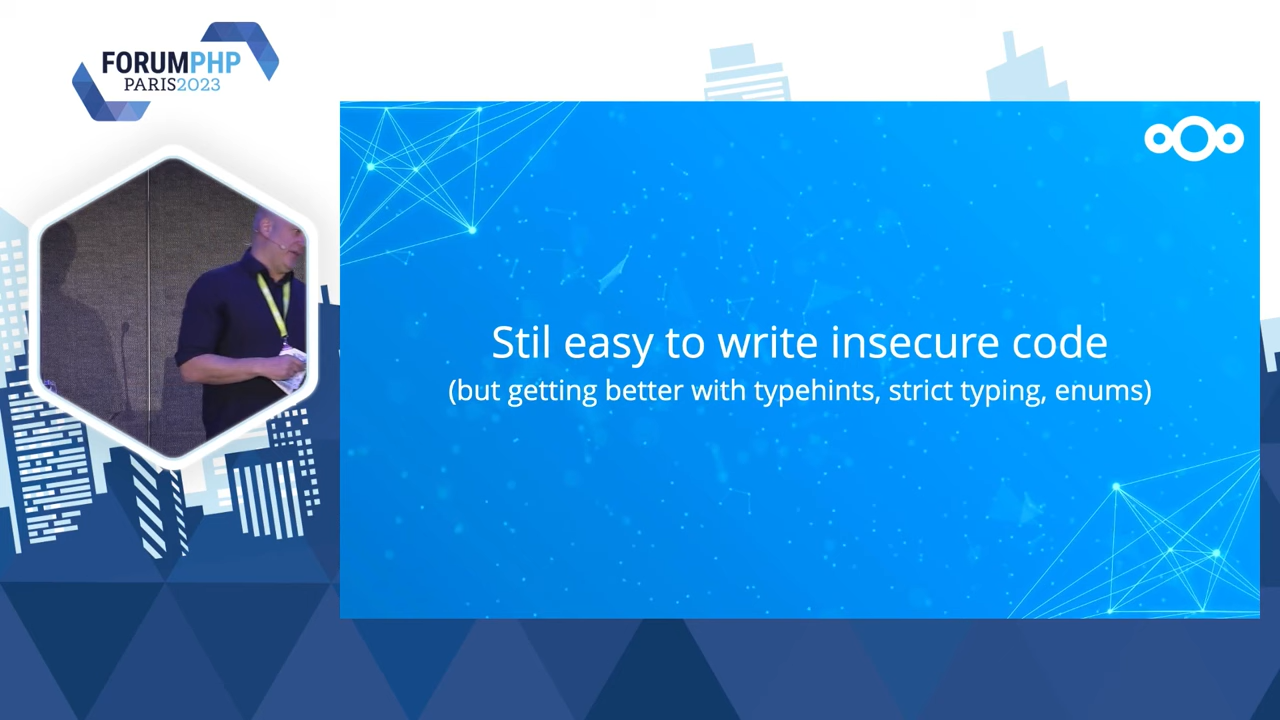 FORUMPHP
PARIS2023
Stil easy to write insecure code
(but getting better with typehints, strict typing, enums)